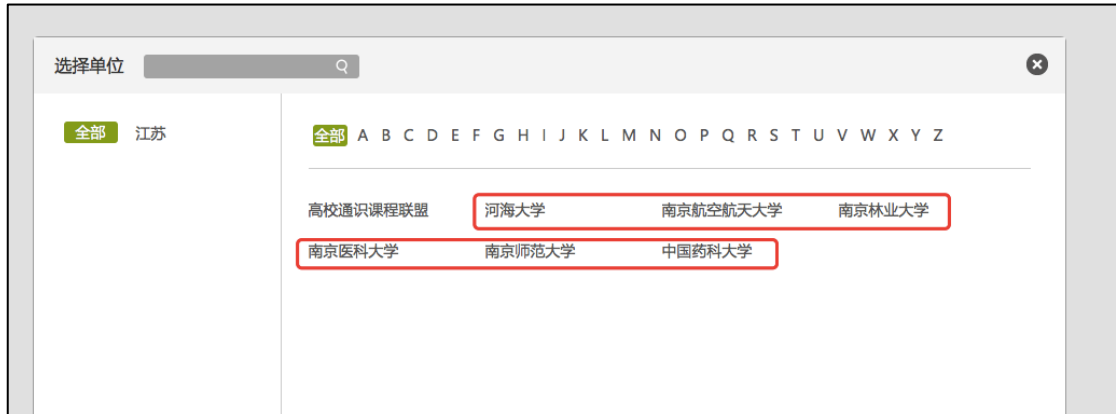 选择单位
全部 江苏
全部 A B C D E F G H I J K L M N O P Q R S T U V W X Y Z
高校通识课程联盟 河海大学 南京航空航天大学 南京林业大学
南京医科大学 南京师范大学 中国药科大学